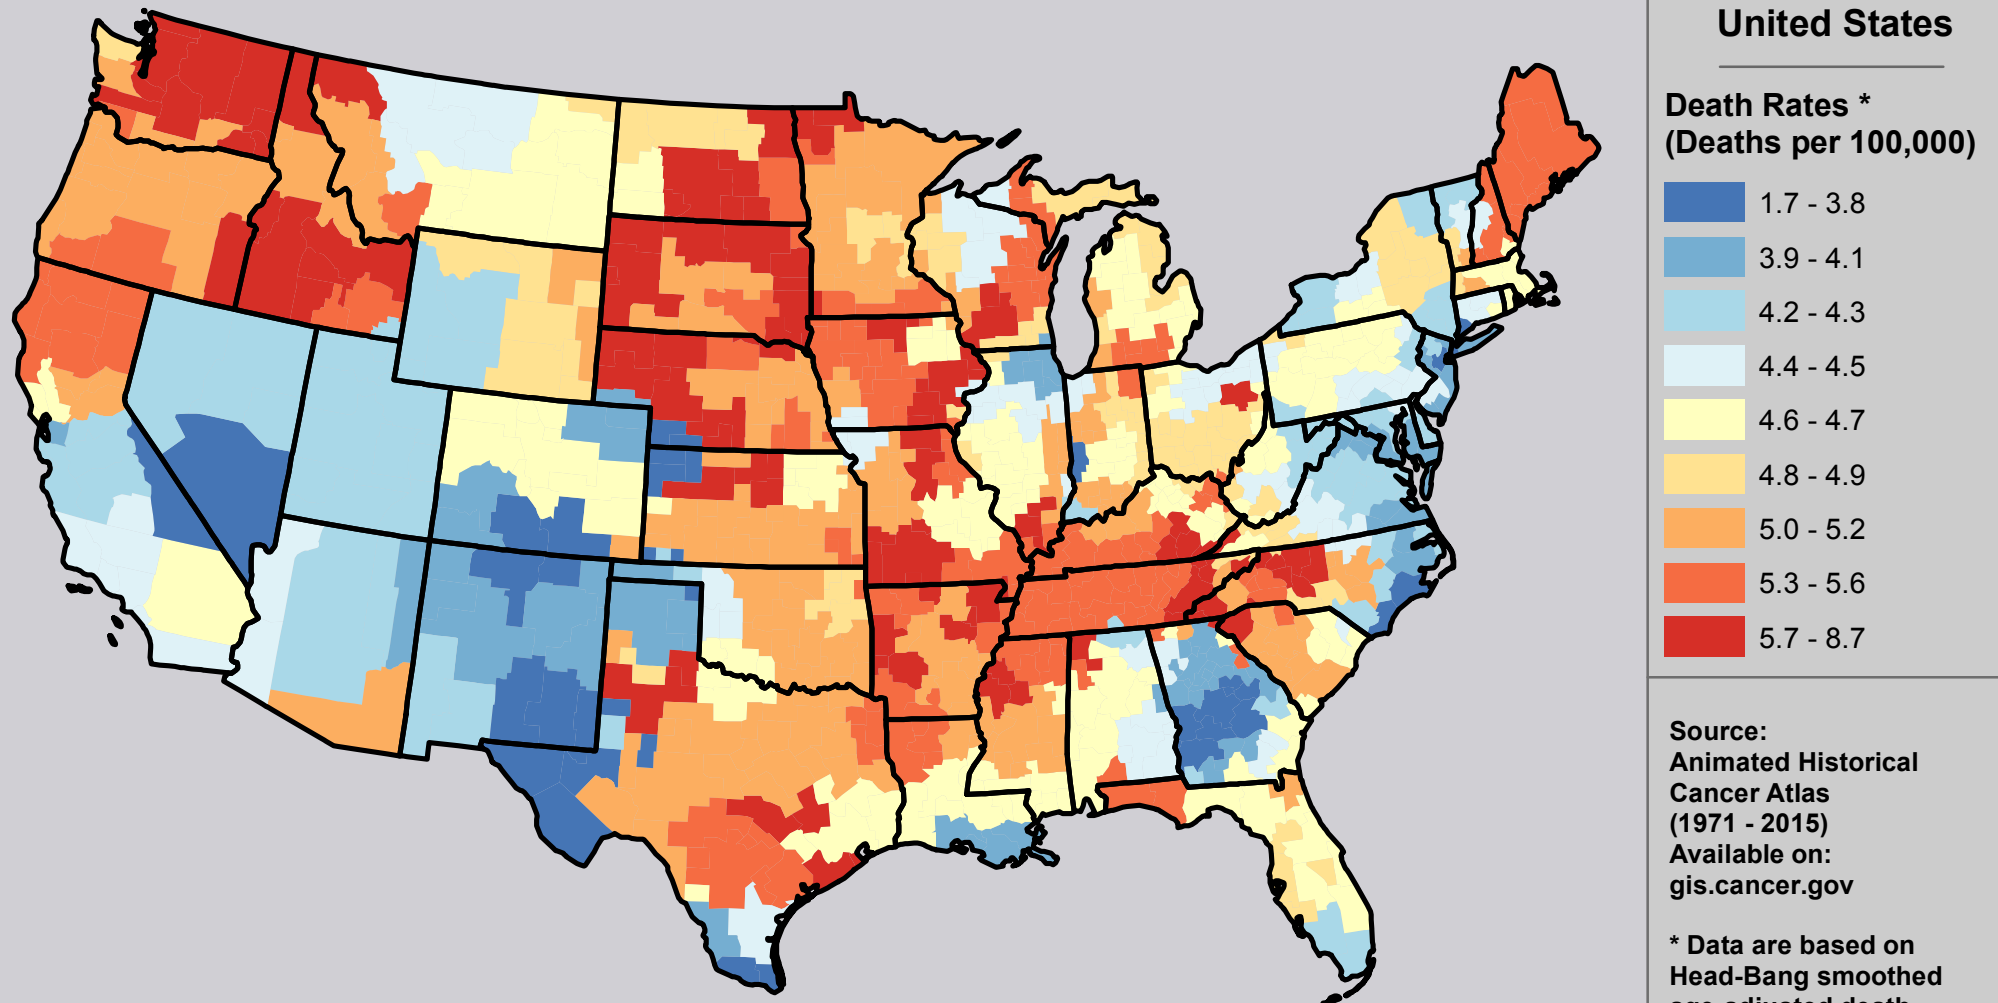 United States
Death Rates *
(Deaths per 100,000)
1.7 - 3.8
3.9 - 4.1
4.2 - 4.3
4.4 - 4.5
4.6 - 4.7
4.8 - 4.9
5.0 - 5.2
5.3 - 5.6
5.7 - 8.7
Source:
Animated Historical
Cancer Atlas
(1971 - 2015)
Available on:
gis.cancer.gov
* Data are based on
Head-Bang smoothed
age-adjusted death